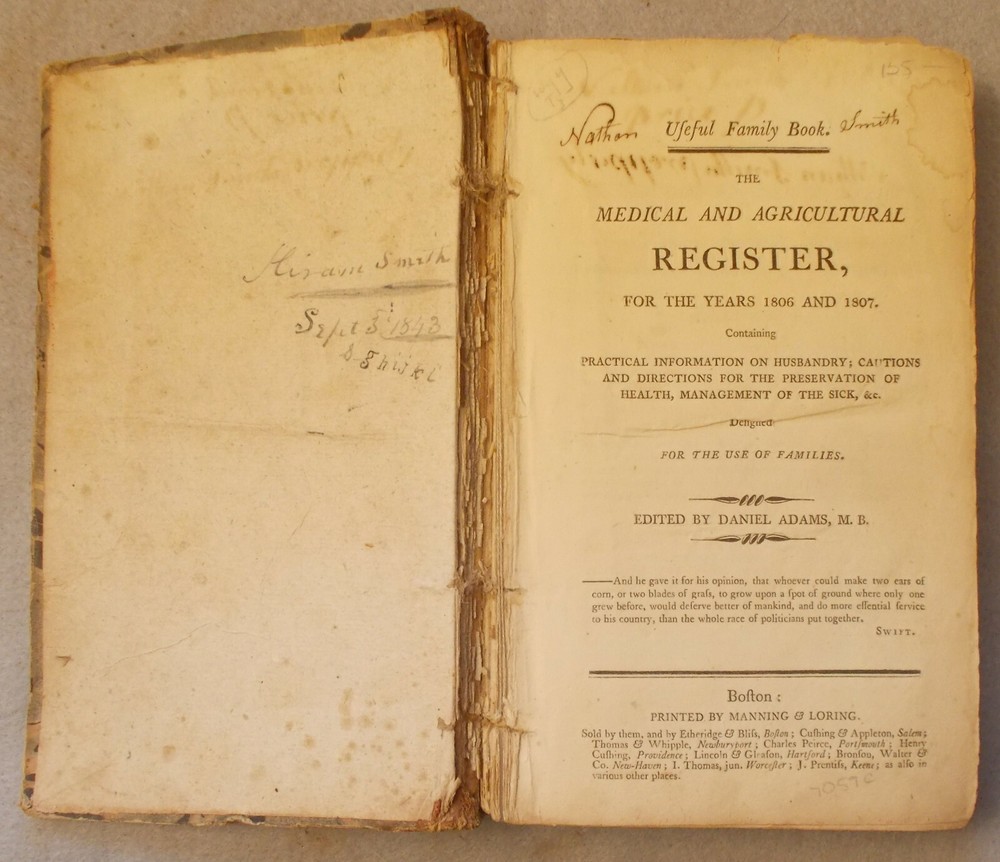 Hiram Smith
Sept 3 1843
155
Nathan Uſeful Family Book. Smith
THE
MEDICAL AND AGRICULTURAL
REGISTER,
FOR THE YEARS 1806 AND 1807.
Containing
PRACTICAL INFORMATION ON HUSBANDRY; CAUTIONS
AND DIRECTIONS FOR THE PRESERVATION OF
HEALTH, MANAGEMENT OF THE SICK, &c.
Deſigned
FOR THE USE OF FAMILIES.
EDITED BY DANIEL ADAMS, M. B.
——And he gave it for his opinion, that whoever could make two ears of
corn, or two blades of graſs, to grow upon a ſpot of ground where only one
grew before, would deſerve better of mankind, and do more eſſential ſervice
to his country, than the whole race of politicians put together.
SWIFT.
Boſton:
PRINTED BY MANNING & LORING.
Sold by them, and by Etheridge & Bliſs, Boſton; Cuſhing & Appleton, Salem;
Thomas & Whipple, Newburyport; Charles Peirce, Portſmouth; Henry
Cuſhing, Providence; Lincoln & Gleaſon, Hartford; Bronſon, Walter &
Co. New-Haven; I. Thomas, jun. Worceſter; J. Prentiſs, Keene; as alſo in
various other places.
7057C